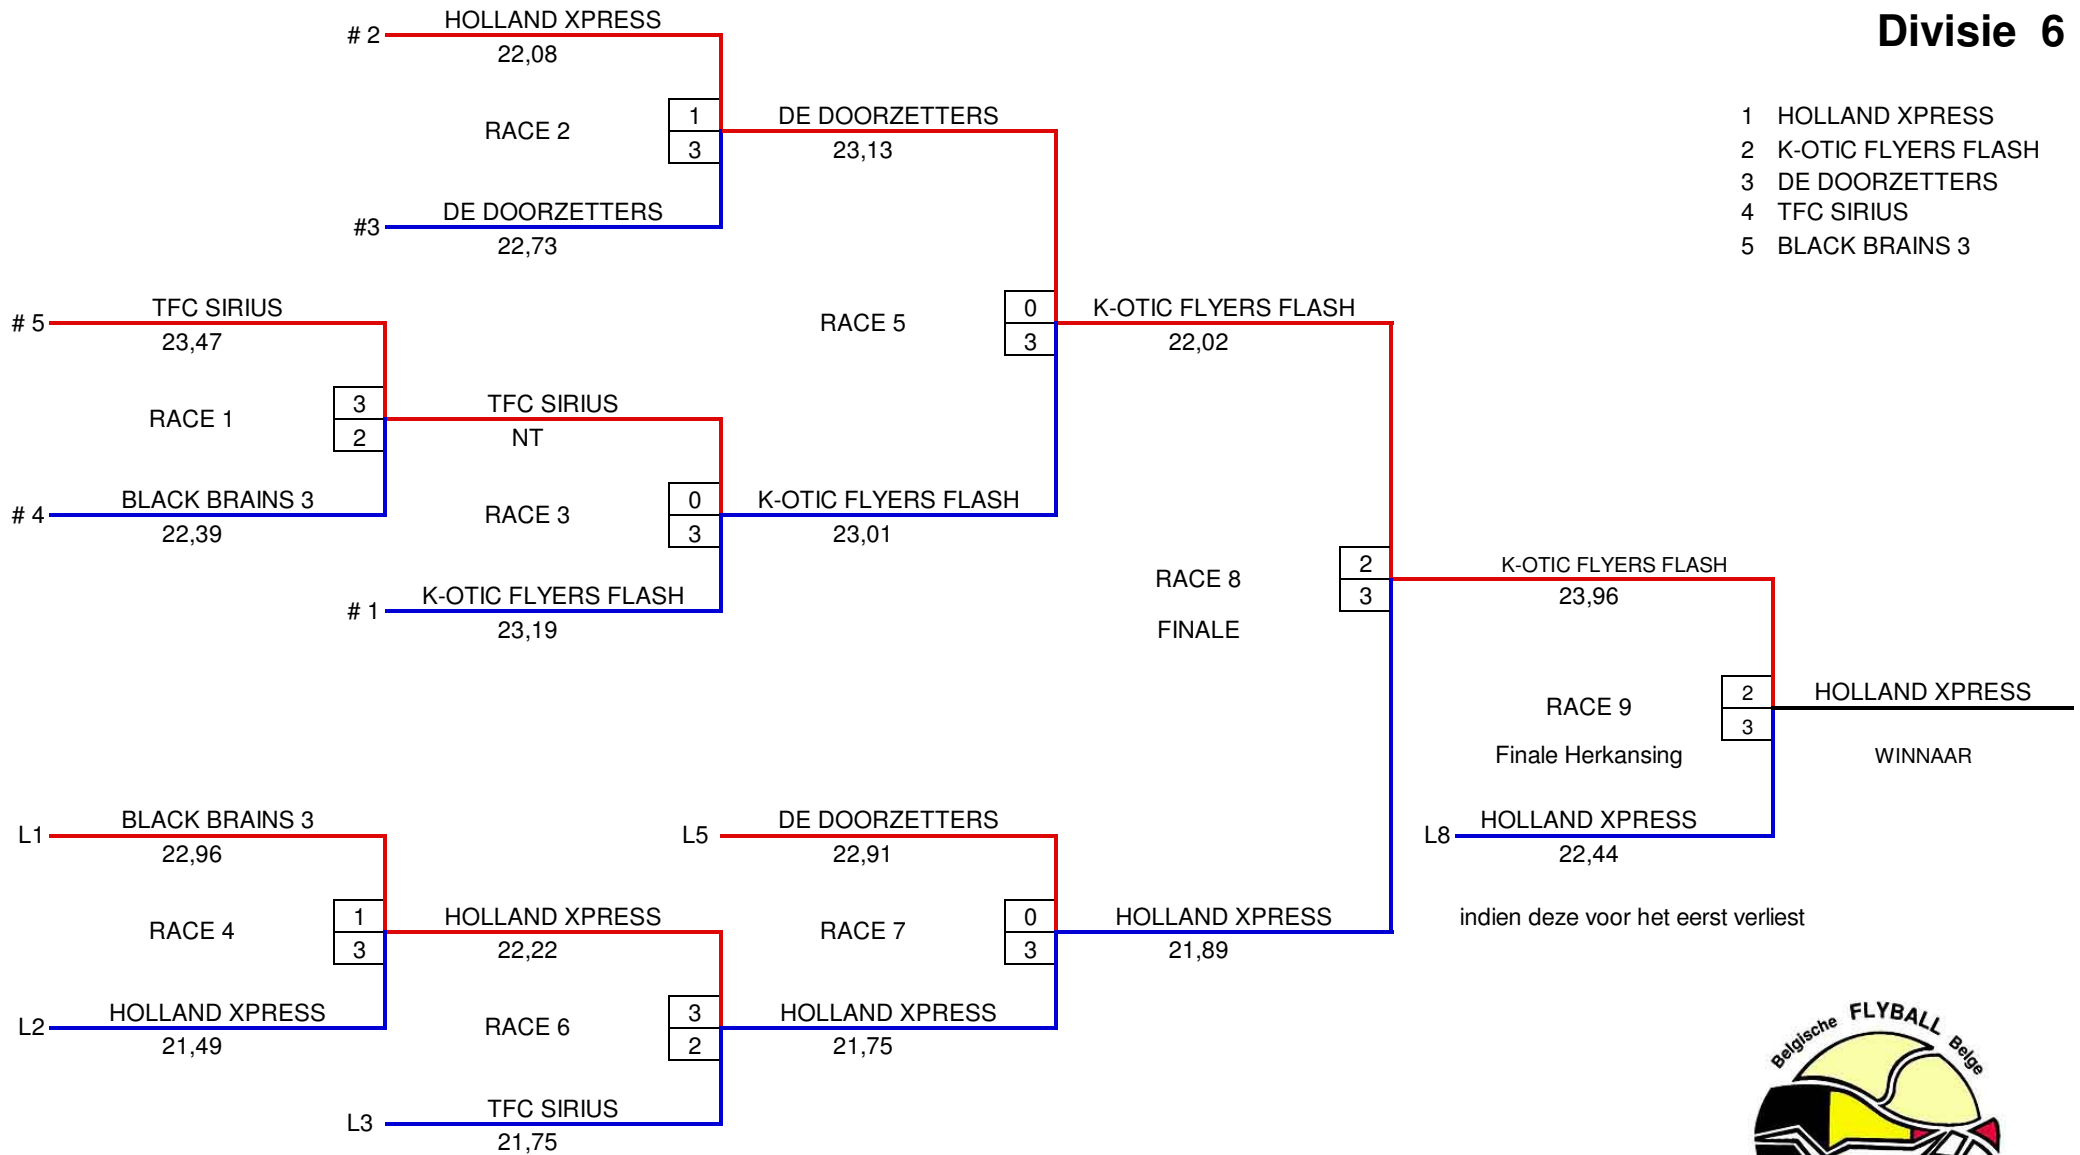 Divisie 6
1 HOLLAND XPRESS
2 K-OTIC FLYERS FLASH
3 DE DOORZETTERS
4 TFC SIRIUS
5 BLACK BRAINS 3
# 2 HOLLAND XPRESS
22,08
RACE 2
1
3
#3 DE DOORZETTERS
22,73
DE DOORZETTERS
23,13
# 5 TFC SIRIUS
23,47
RACE 1
3
2
# 4 BLACK BRAINS 3
22,39
TFC SIRIUS
NT
RACE 3
0
3
# 1 K-OTIC FLYERS FLASH
23,19
K-OTIC FLYERS FLASH
23,01
RACE 5
0
3
K-OTIC FLYERS FLASH
22,02
RACE 8
FINALE
2
3
K-OTIC FLYERS FLASH
23,96
RACE 9
Finale Herkansing
2
3
HOLLAND XPRESS
WINNAAR
L8 HOLLAND XPRESS
22,44
indien deze voor het eerst verliest
L1 BLACK BRAINS 3
22,96
RACE 4
1
3
L2 HOLLAND XPRESS
21,49
HOLLAND XPRESS
22,22
RACE 6
3
2
L3 TFC SIRIUS
21,75
L5 DE DOORZETTERS
22,91
RACE 7
0
3
HOLLAND XPRESS
21,75
HOLLAND XPRESS
21,89
Belgische FLYBALL Belge